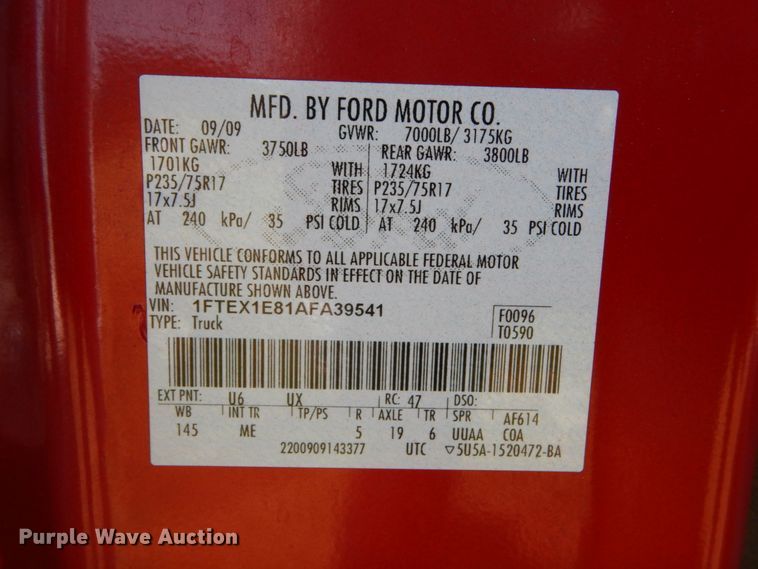 MFD. BY FORD MOTOR CO.
DATE: 09/09 GVWR: 7000LB/ 3175KG
FRONT GAWR: 3750LB REAR GAWR: 3800LB
1701KG WITH 1724KG WITH
P235/75R17 TIRES P235/75R17 TIRES
17x7.5J RIMS 17x7.5J RIMS
AT 240 kPa/ 35 PSI COLD AT 240 kPa/ 35 PSI COLD
THIS VEHICLE CONFORMS TO ALL APPLICABLE FEDERAL MOTOR
VEHICLE SAFETY STANDARDS IN EFFECT ON THE DATE OF
MANUFACTURE SHOWN ABOVE.
VIN: 1FTEX1E81AFA39541 F0096
TYPE: Truck T0590
EXT PNT: U6 UX RC: 47 DSO:
WB INT TR TP/PS R AXLE TR SPR AF614
145 ME 5 19 6 UUAA COA
2200909143377 UTC ▽5U5A-1520472-BA
Purple Wave Auction